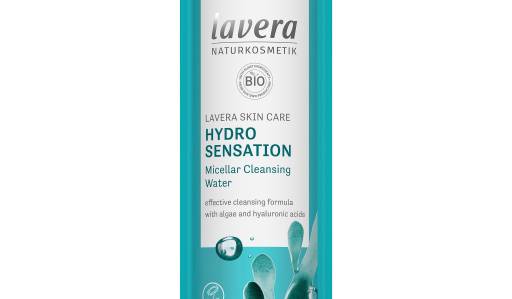 lavera
NATURKOSMETIK
BIO
LAVERA SKIN CARE
HYDRO
SENSATION
Micellar Cleansing
Water
effective cleansing formula
with algae and hyaluronic acids